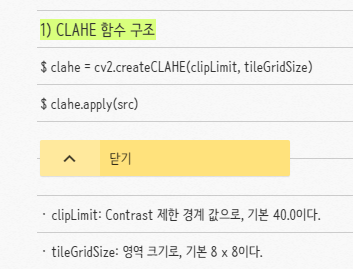 1) CLAHE 함수 구조
$ clahe = cv2.createCLAHE(clipLimit, tileGridSize)
$ clahe.apply(src)
닫기
· clipLimit: Contrast 제한 경계 값으로, 기본 40.0이다.
· tileGridSize: 영역 크기로, 기본 8 x 8이다.